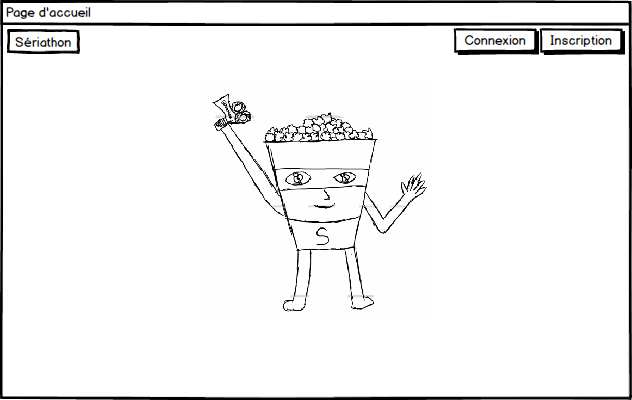 Page d'accueil
Sériathon
Connexion
Inscription
S